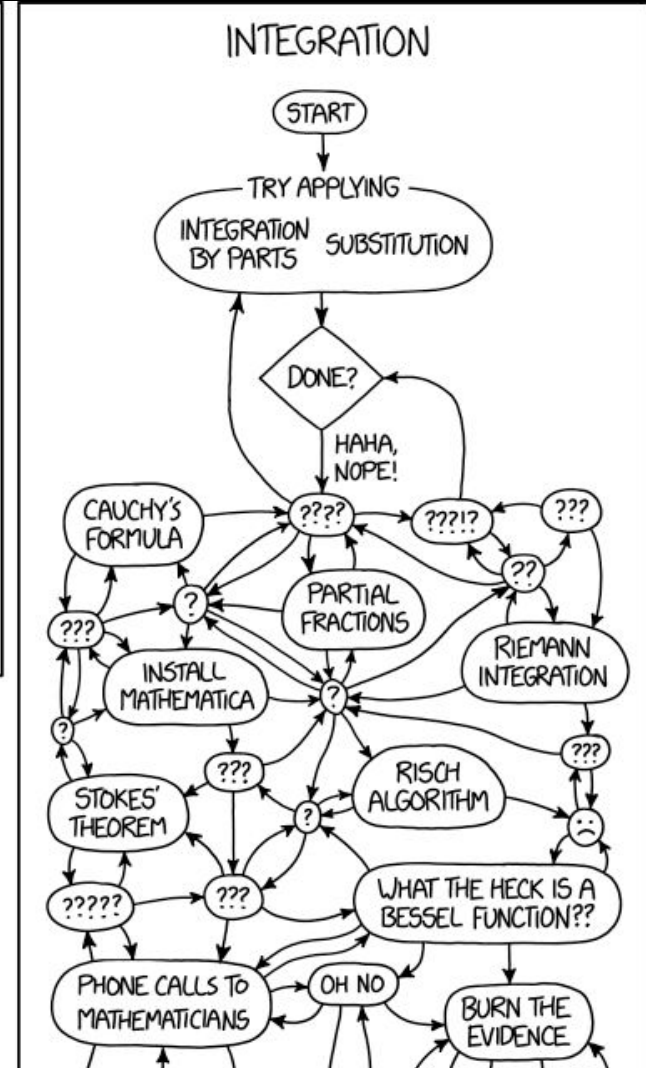 INTEGRATION
START
TRY APPLYING
INTEGRATION
BY PARTS
SUBSTITUTION
DONE?
HAHA,
NOPE!
CAUCHY'S
FORMULA
????
???!?
???
??
?
PARTIAL
FRACTIONS
???
RIEMANN
INTEGRATION
INSTALL
MATHEMATICA
?
?
???
???
RISCH
ALGORITHM
STOKES'
THEOREM
?
WHAT THE HECK IS A
BESSEL FUNCTION??
?????
???
PHONE CALLS TO
MATHEMATICIANS
OH NO
BURN THE
EVIDENCE